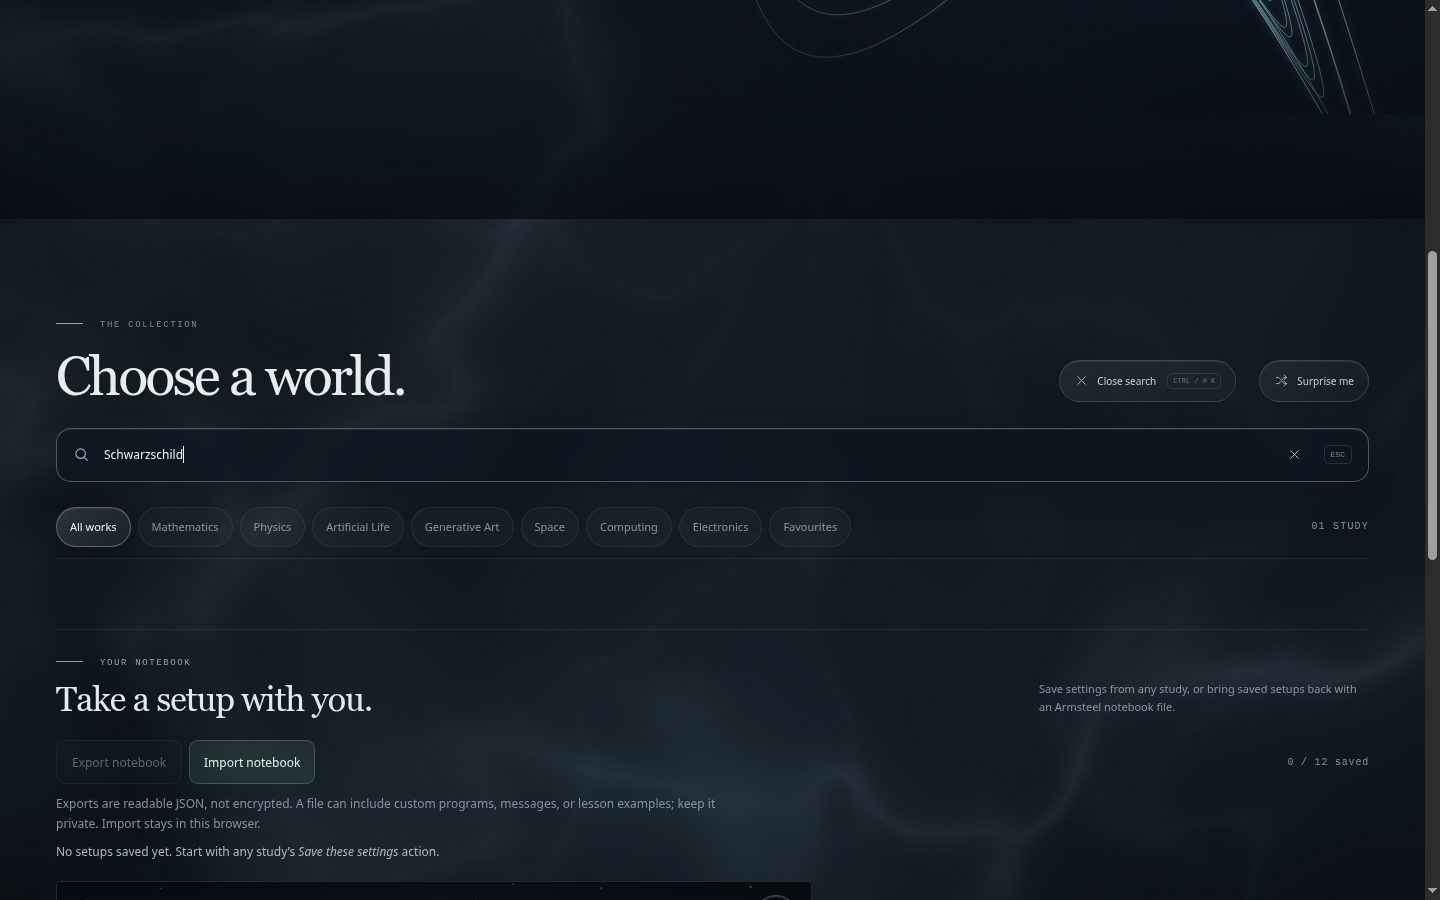 THE COLLECTION
Choose a world.
Close search CTRL / ⌘ K
Surprise me
Schwarzschild
ESC
All works Mathematics Physics Artificial Life Generative Art Space Computing Electronics Favourites
01 STUDY
YOUR NOTEBOOK
Take a setup with you.
Save settings from any study, or bring saved setups back with
an Armsteel notebook file.
Export notebook Import notebook
0 / 12 saved
Exports are readable JSON, not encrypted. A file can include custom programs, messages, or lesson examples; keep it
private. Import stays in this browser.
No setups saved yet. Start with any study's Save these settings action.